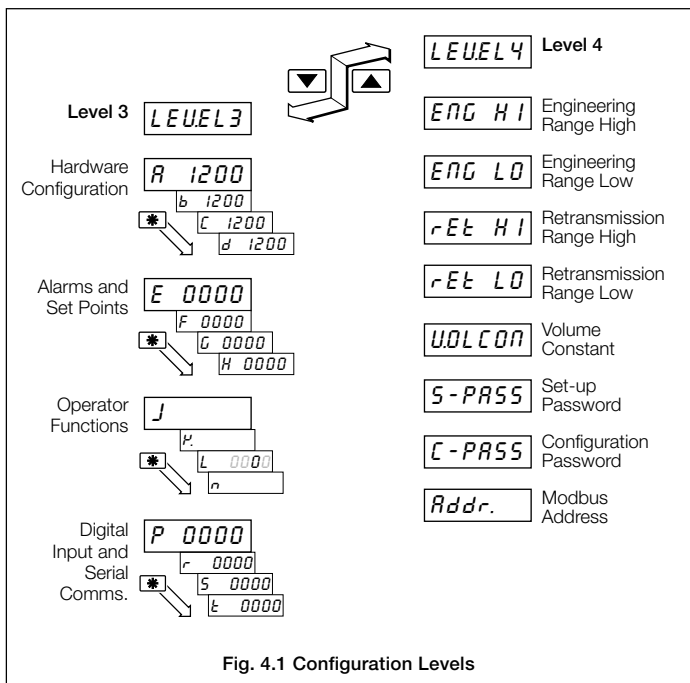 Level 3
LEVEL3
Hardware
Configuration
A 1200
b 1200
C 1200
d 1200
*
Alarms and
Set Points
E 0000
F 0000
G 0000
H 0000
*
Operator
Functions
J
K.
L 0000
n
*
Digital
Input and
Serial
Comms.
P 0000
r 0000
S 0000
t 0000
*
LEV.EL4
Level 4
ENG HI
Engineering
Range High
ENG LO
Engineering
Range Low
rEt HI
Retransmission
Range High
rEt LO
Retransmission
Range Low
V.OLCON
Volume
Constant
S-PASS
Set-up
Password
C-PASS
Configuration
Password
Addr.
Modbus
Address
Fig. 4.1 Configuration Levels